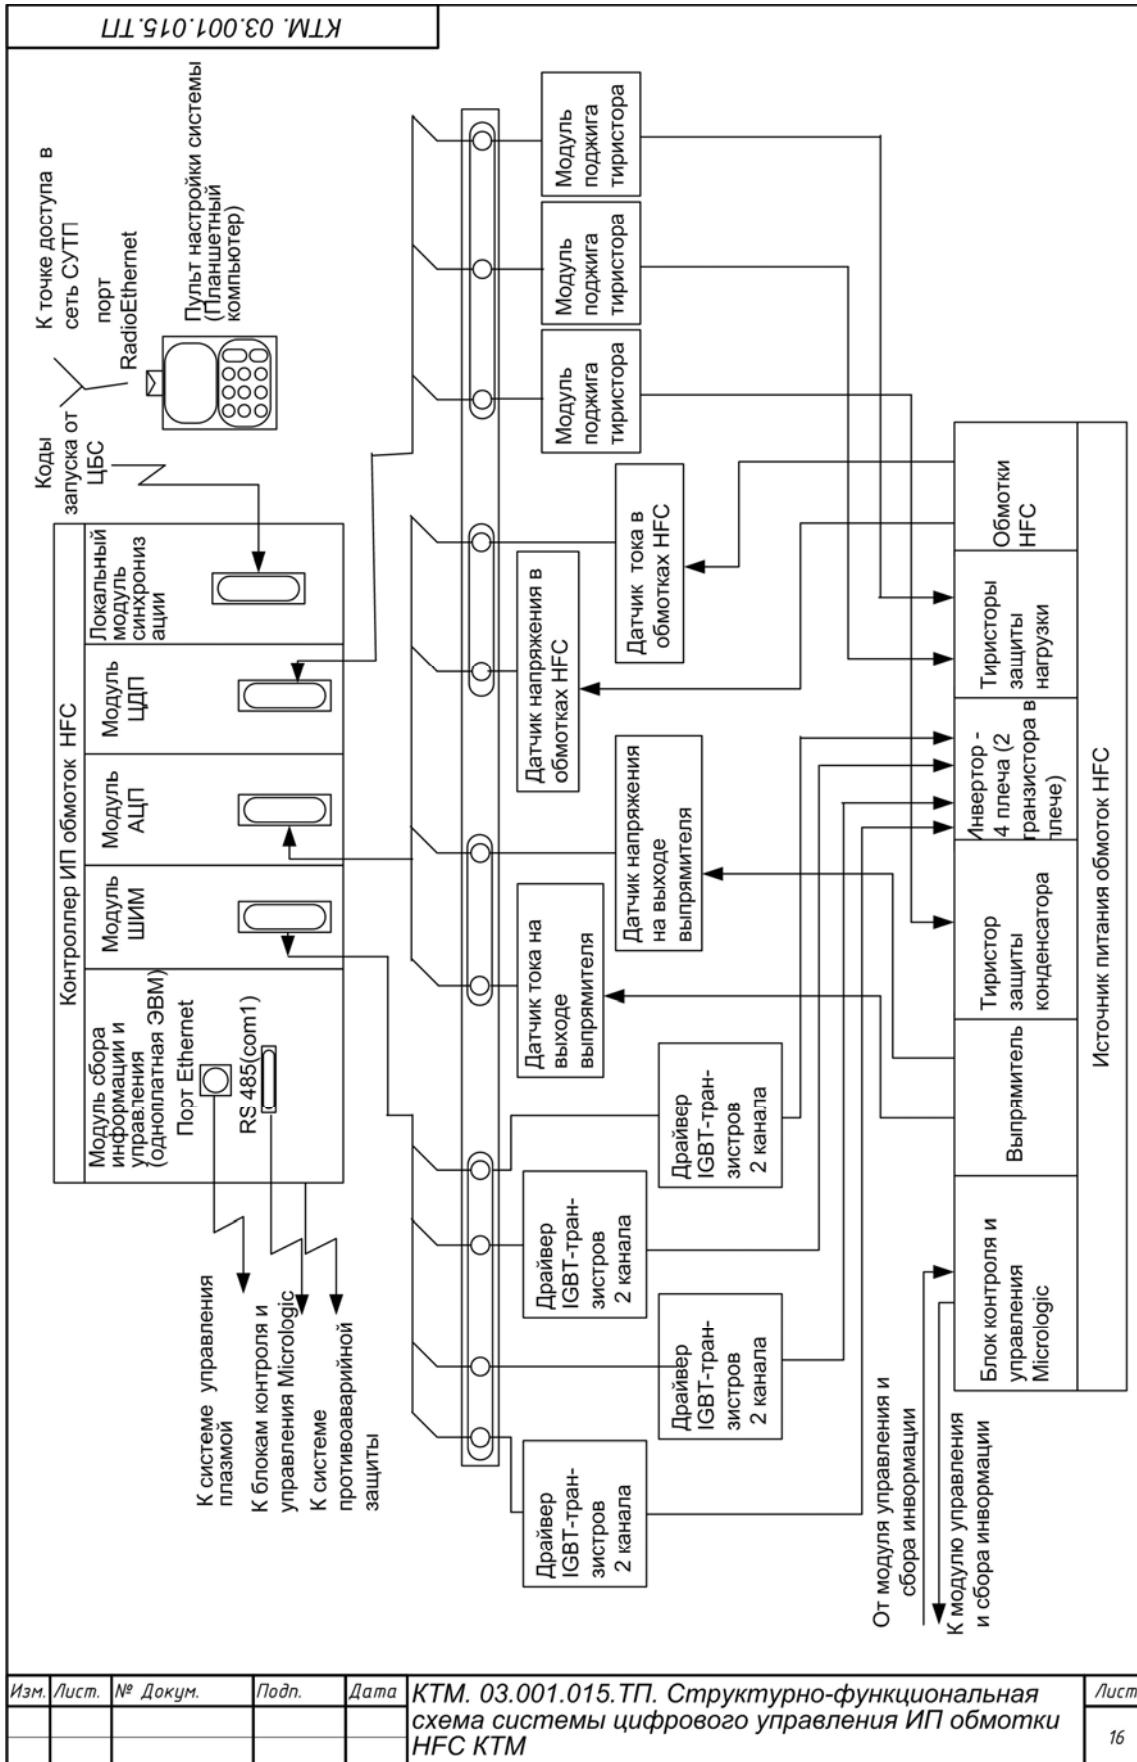 КТМ. 03.001.015.ТП
Контроллер ИП обмоток HFC
Модуль сбора
информации и
управления
(одноплатная ЭВМ)
Порт Ethernet
RS 485(com1)
Модуль
ШИМ
Модуль
АЦП
Модуль
ЦДП
Локальный
модуль
синхрониз
ации
Коды
запуска от
ЦБС
К точке доступа в
сеть СУТП
порт
RadioEthernet
Пульт настройки системы
(Планшетный
компьютер)
К системе управления
плазмой
К блокам контроля и
управления Micrologic
К системе
противоаварийной
защиты
Драйвер
IGBT-тран-
зистров
2 канала
Драйвер
IGBT-тран-
зистров
2 канала
Драйвер
IGBT-тран-
зистров
2 канала
Драйвер
IGBT-тран-
зистров
2 канала
Датчик тока на
выходе
выпрямителя
Датчик напряжения
на выходе
выпрямителя
Датчик напряжения в
обмотках HFC
Датчик тока в
обмотках HFC
Модуль
поджига
тиристора
Модуль
поджига
тиристора
Модуль
поджига
тиристора
От модуля управления и
сбора инвормации
К модулю управления
и сбора инвормации
Блок контроля и
управления
Micrologic
Выпрямитель
Тиристор
защиты
конденсатора
Инвертор -
4 плеча (2
транзистора в
плече)
Тиристоры
защиты
нагрузки
Обмотки
HFC
Источник питания обмоток HFC
Изм. Лист. № Докум. Подп. Дата
КТМ. 03.001.015.ТП. Структурно-функциональная
схема системы цифрового управления ИП обмотки
HFC КТМ
Лист
16